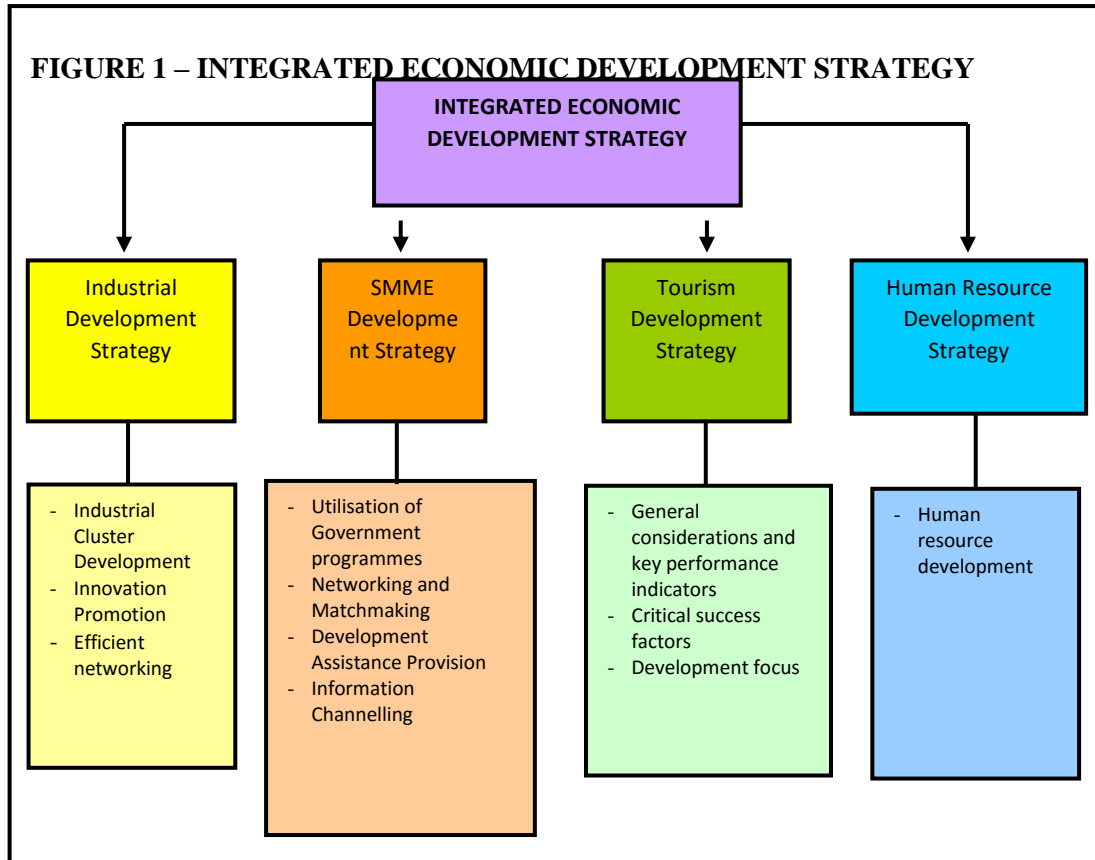 FIGURE 1 – INTEGRATED ECONOMIC DEVELOPMENT STRATEGY
INTEGRATED ECONOMIC
DEVELOPMENT STRATEGY
Industrial
Development
Strategy
SMME
Developme
nt Strategy
Tourism
Development
Strategy
Human Resource
Development
Strategy
- Industrial
Cluster
Development
- Innovation
Promotion
- Efficient
networking
- Utilisation of
Government
programmes
- Networking and
Matchmaking
- Development
Assistance Provision
- Information
Channelling
- General
considerations and
key performance
indicators
- Critical success
factors
- Development focus
- Human
resource
development